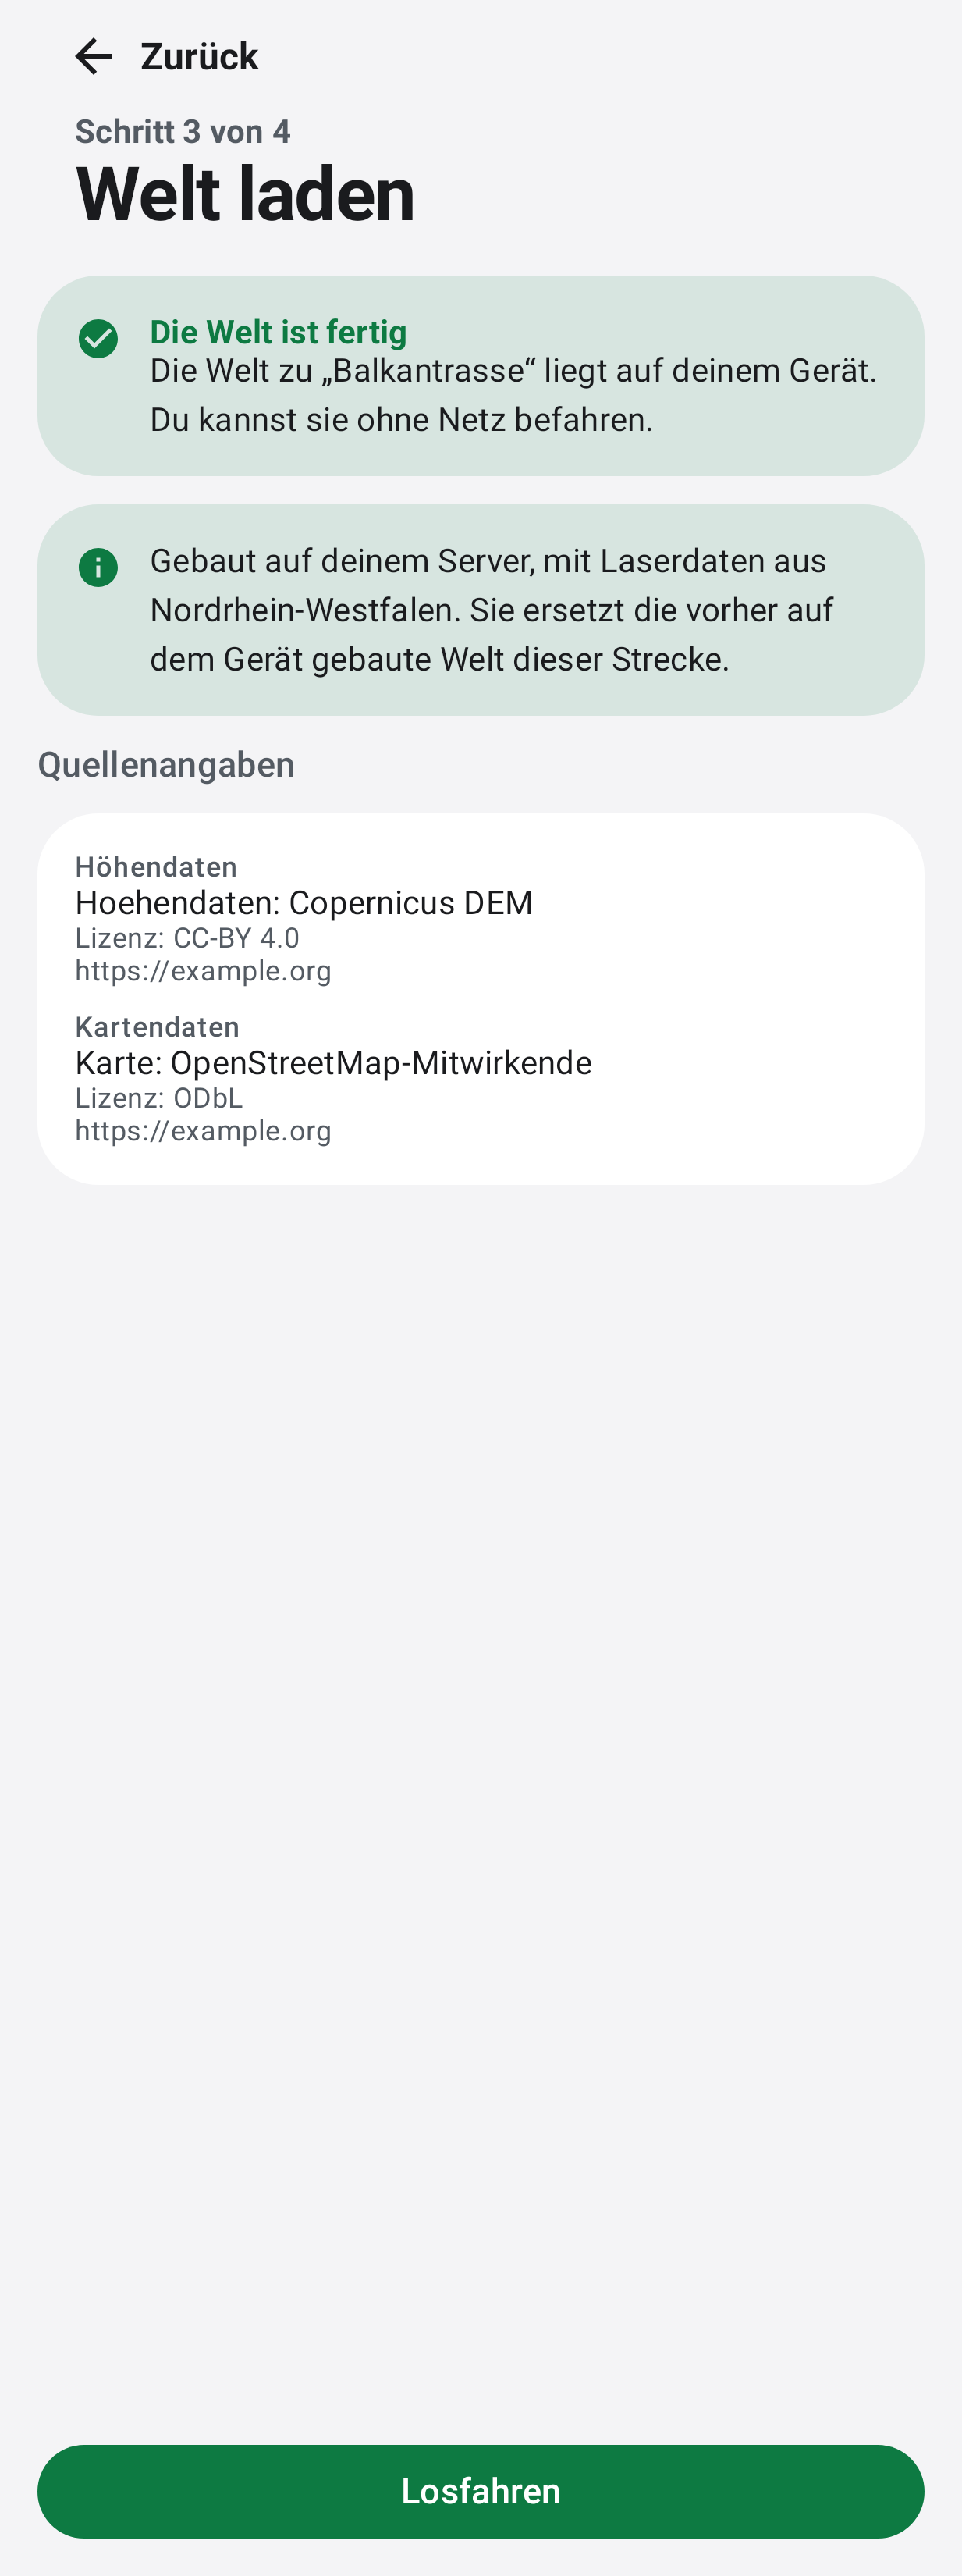 Zurück
Schritt 3 von 4
Welt laden
Die Welt ist fertig
Die Welt zu „Balkantrasse“ liegt auf deinem Gerät.
Du kannst sie ohne Netz befahren.
Gebaut auf deinem Server, mit Laserdaten aus
Nordrhein-Westfalen. Sie ersetzt die vorher auf
dem Gerät gebaute Welt dieser Strecke.
Quellenangaben
Höhendaten
Hoehendaten: Copernicus DEM
Lizenz: CC-BY 4.0
https://example.org
Kartendaten
Karte: OpenStreetMap-Mitwirkende
Lizenz: ODbL
https://example.org
Losfahren